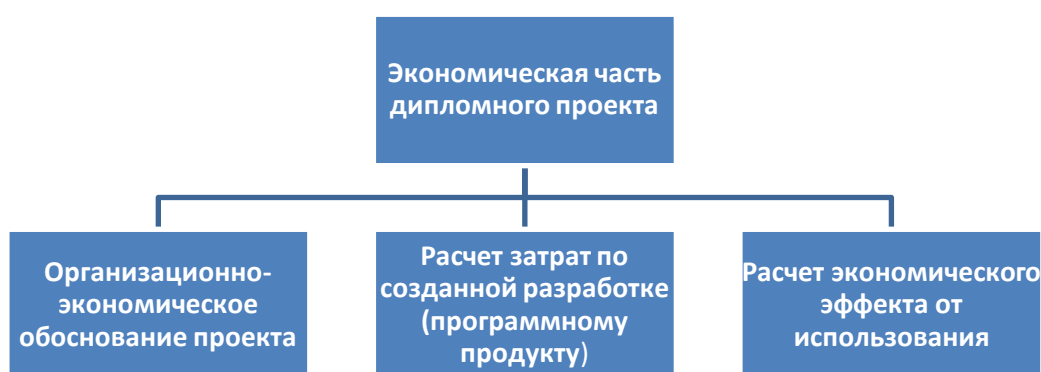 Экономическая часть
дипломного проекта
Организационно-
экономическое
обоснование проекта
Расчет затрат по
созданной разработке
(программному
продукту)
Расчет экономического
эффекта от
использования